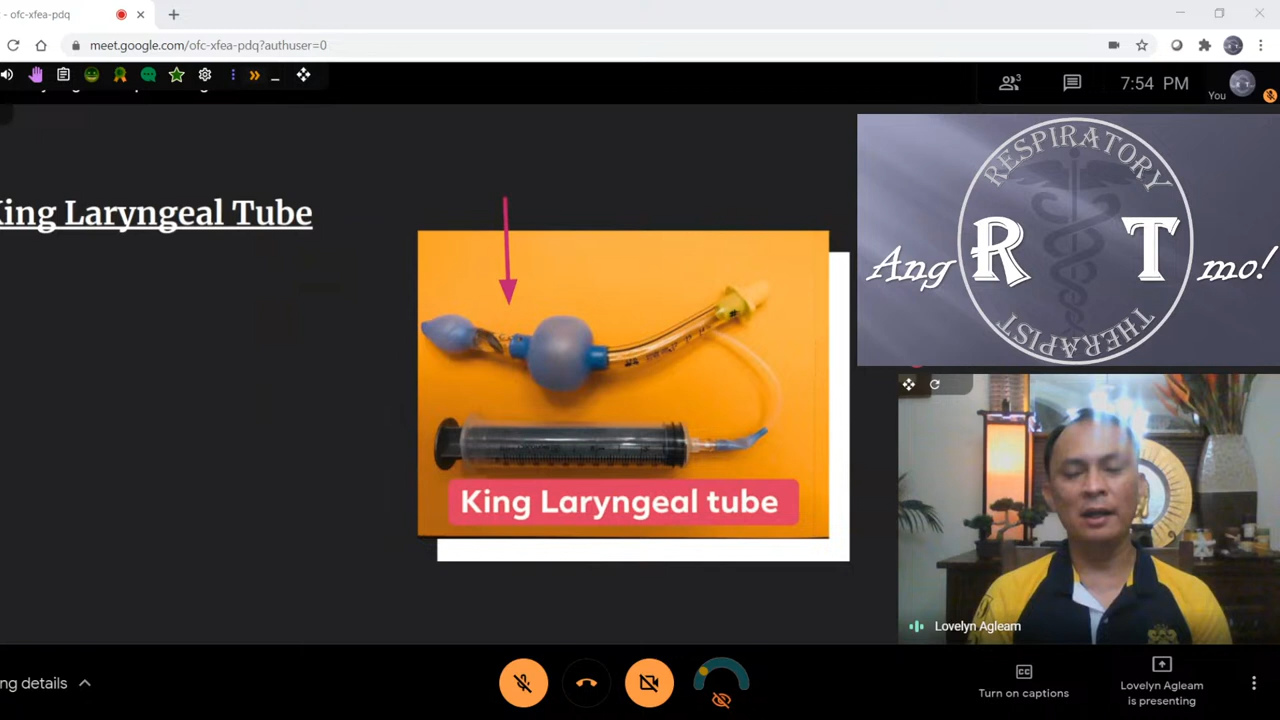 - ofc-xfea-pdq
meet.google.com/ofc-xfea-pdq?authuser=0
3
7:54 PM
You
King Laryngeal Tube
RESPIRATORY
Ang R T mo!
THERAPIST
King Laryngeal tube
Lovelyn Agleam
ng details
Turn on captions
Lovelyn Agleam
is presenting